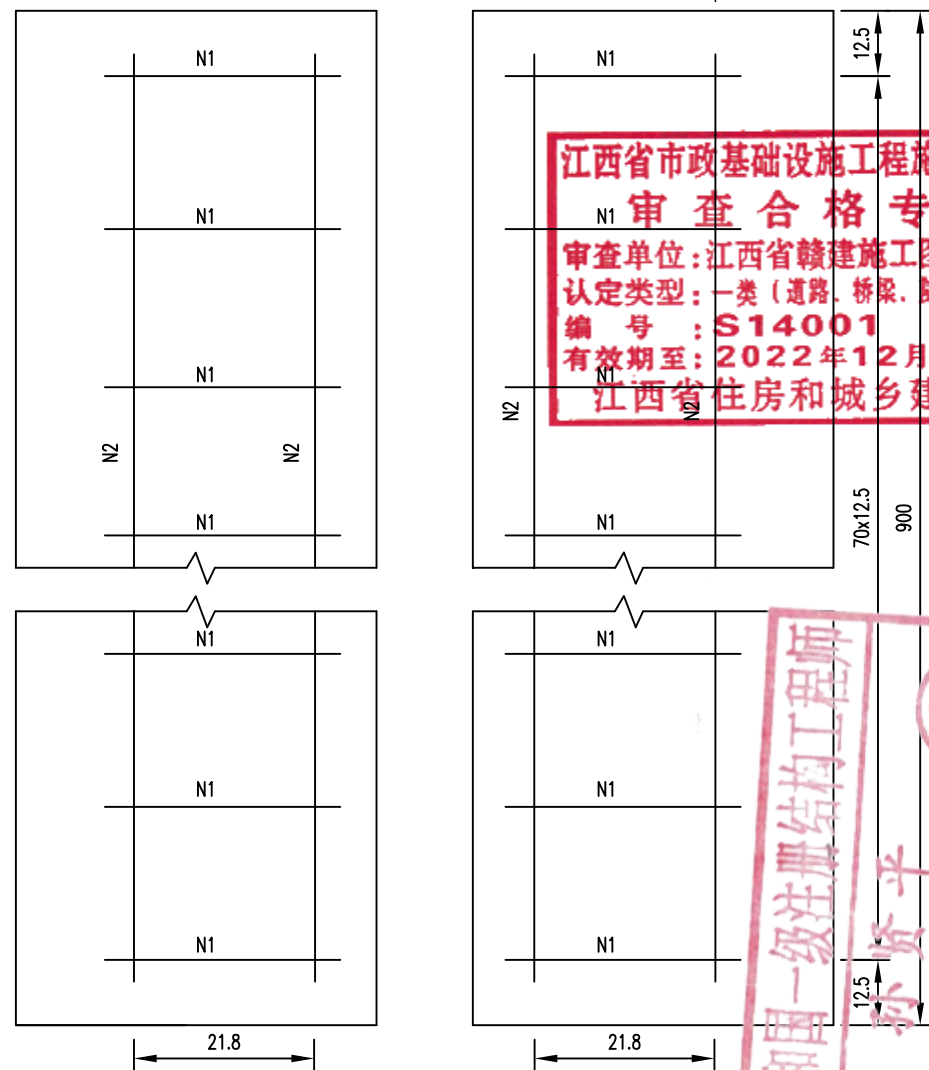 N1
N1
N1
N2
N2
N1
N1
N1
N1
21.8
N1
N1
N1
N2
N2
N1
N1
N1
N1
21.8
12.5
70x12.5
900
12.5
江西省市政基础设施工程施
审查合格专
审查单位:江西省赣建施工图
认定类型:一类(道路、桥梁、
编 号 :S14001
有效期至:2022年12月
江西省住房和城乡建
和国一级注册结构工程师
孙贤平